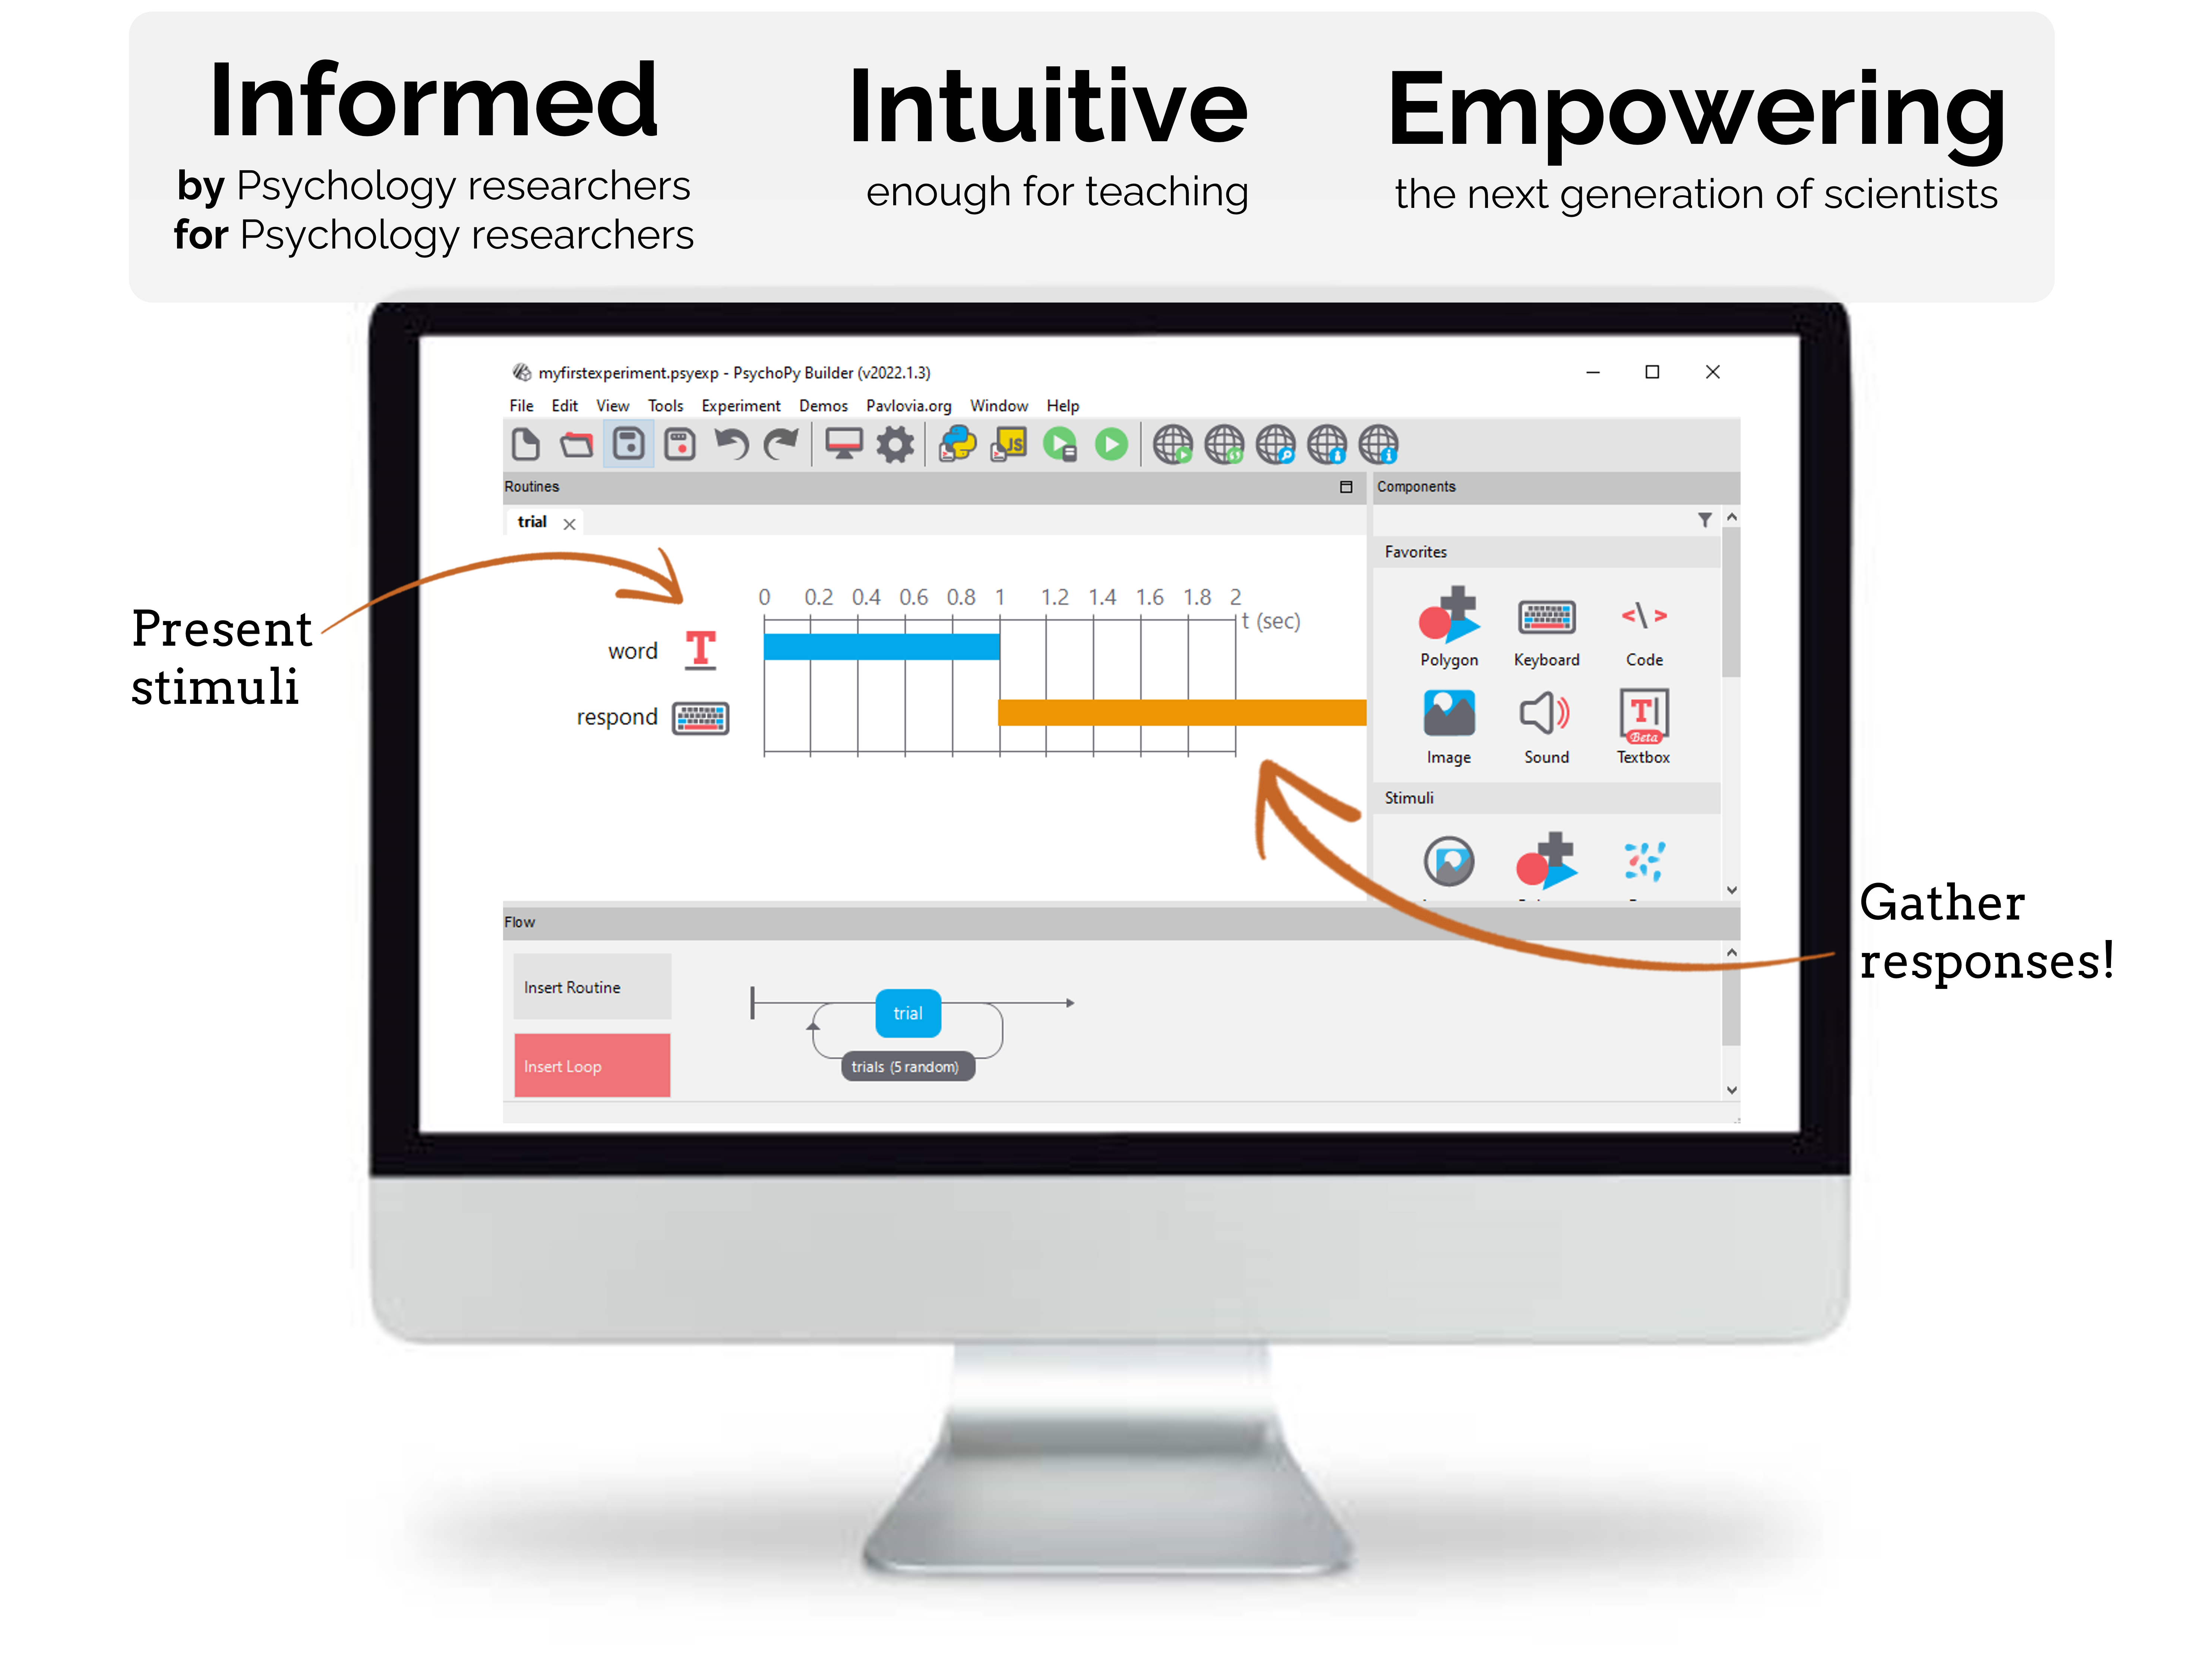 Informed
by Psychology researchers
for Psychology researchers
Intuitive
enough for teaching
Empowering
the next generation of scientists
myfirstexperiment.psyexp - PsychoPy Builder (v2022.1.3)
File Edit View Tools Experiment Demos Pavlovia.org Window Help
JS
Routines
Components
trial
Favorites
0 0.2 0.4 0.6 0.8 1 1.2 1.4 1.6 1.8 2
t (sec)
word T
respond
Polygon Keyboard Code
T
Beta
Image Sound Textbox
Stimuli
Present
stimuli
Gather
responses!
Flow
Insert Routine
trial
Insert Loop
trials (5 random)